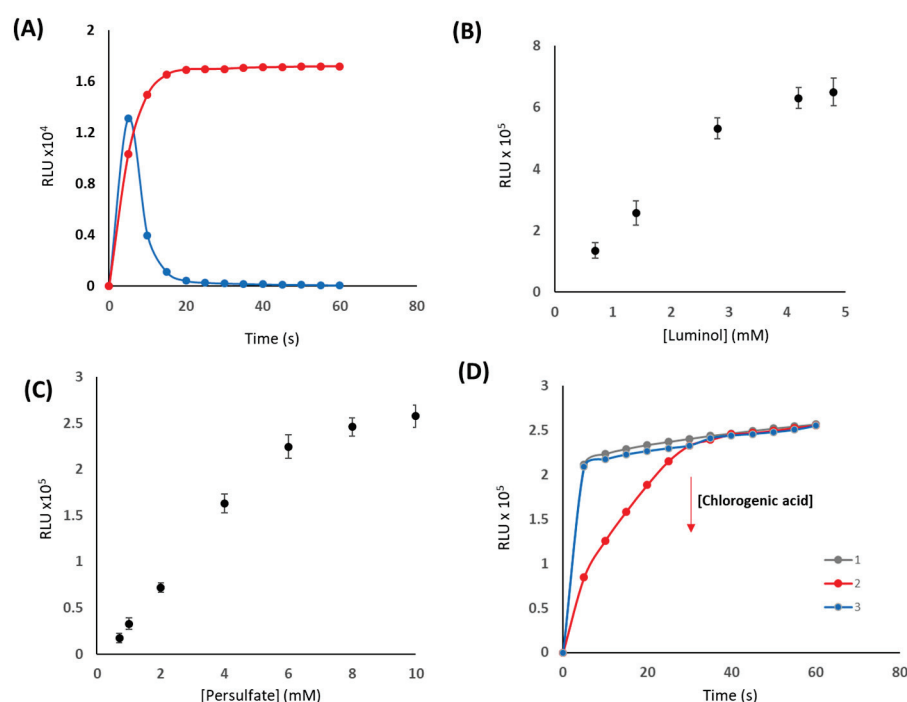 (A)
RLU x10⁴
2
1.6
1.2
0.8
0.4
0
0 20 40 60 80
Time (s)
(B)
RLU x 10⁵
8
6
4
2
0
0 1 2 3 4 5
[Luminol] (mM)
(C)
RLU x10⁵
3
2.5
2
1.5
1
0.5
0
0 2 4 6 8 10
[Persulfate] (mM)
(D)
RLU x 10⁵
3
2.5
2
1.5
1
0.5
0
[Chlorogenic acid]
1
2
3
0 20 40 60 80
Time (s)